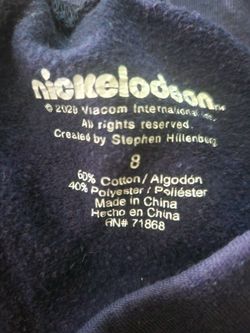 nickelodeon
© 2020 Viacom International Inc.
All rights reserved.
Created by Stephen Hillenberg
8
60% Cotton/ Algodón
40% Polyester/ Poliéster
Made in China
Hecho en China
RN# 71868